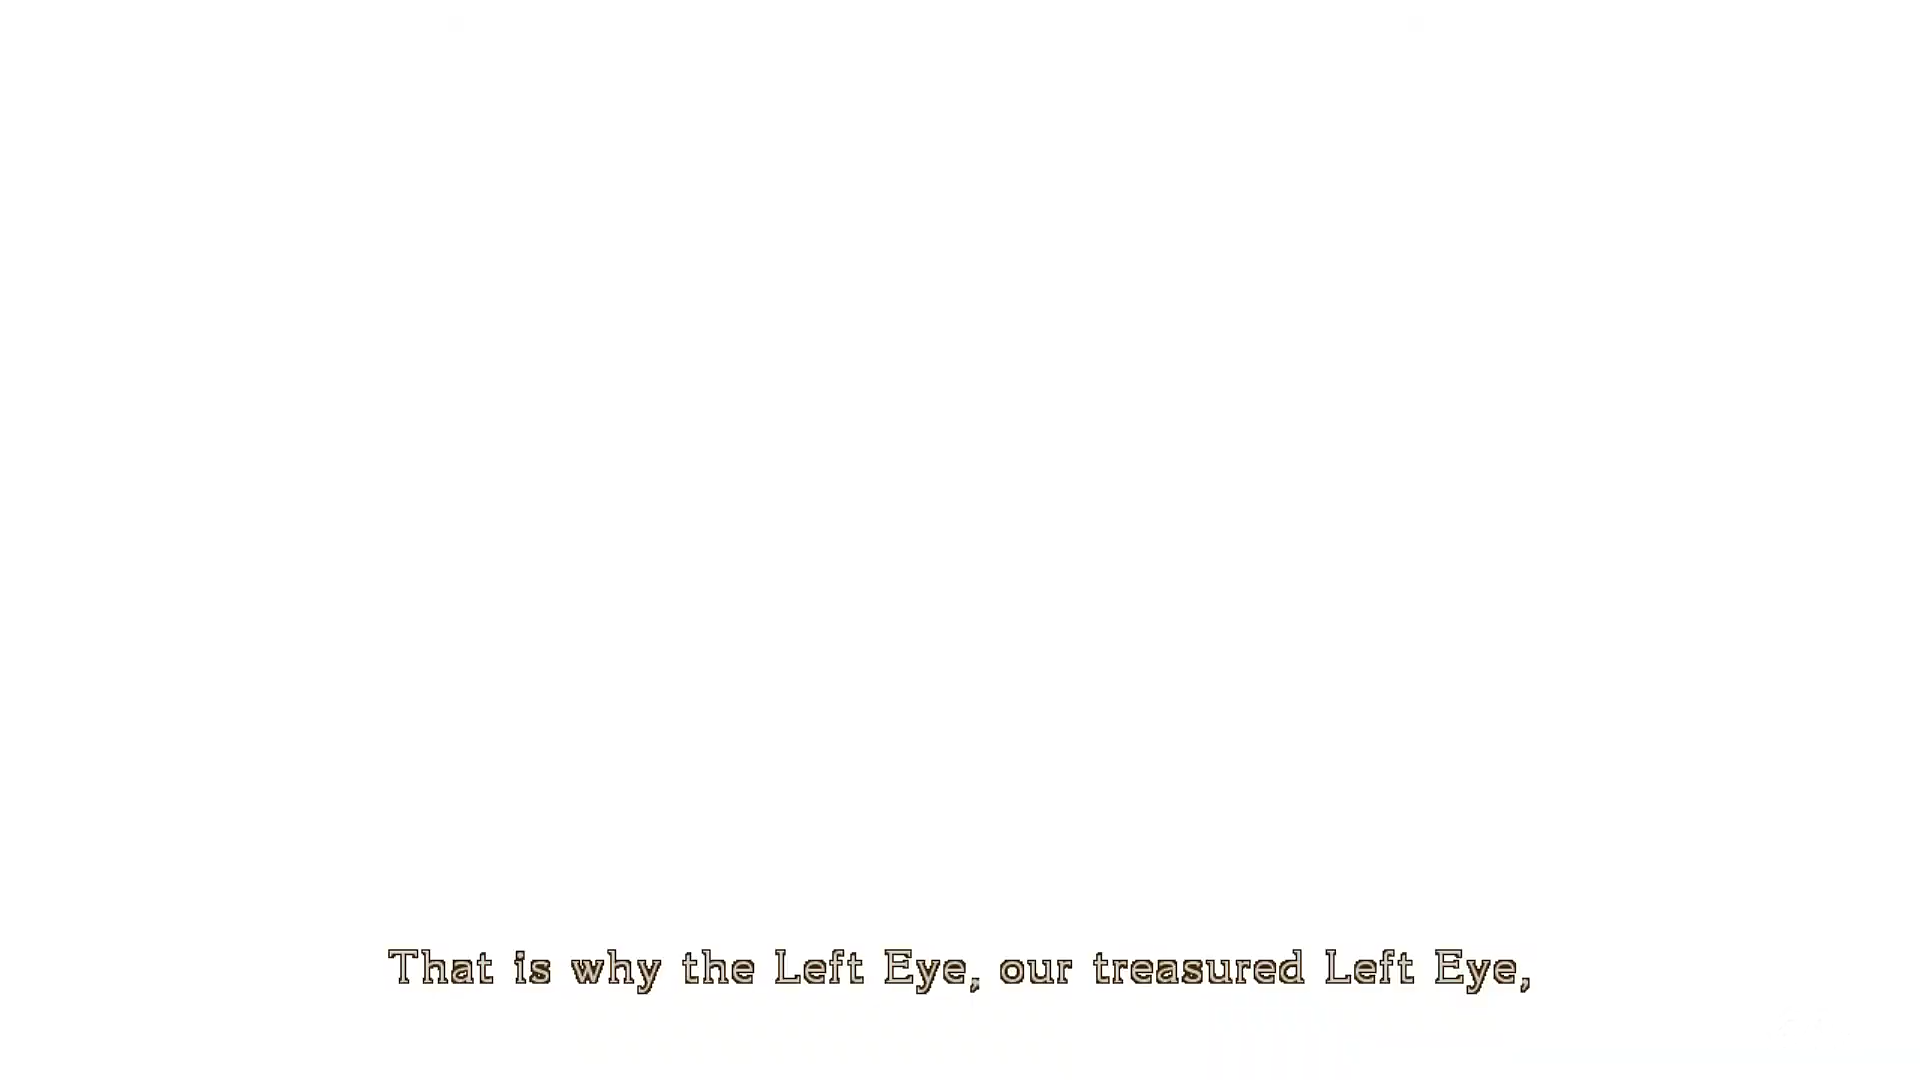 That is why the Left Eye, our treasured Left Eye,